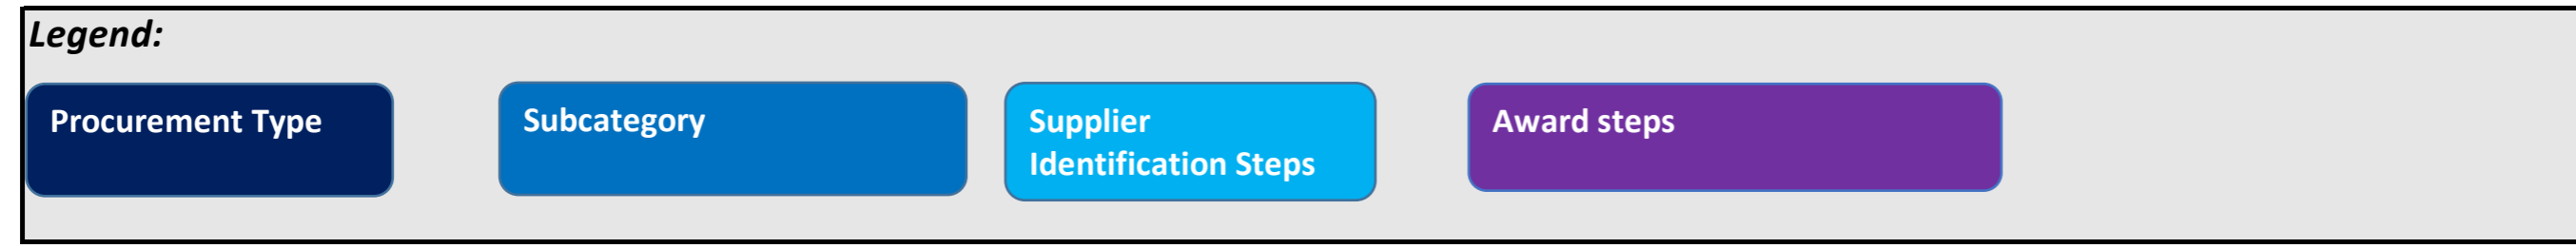 Legend:
Procurement Type
Subcategory
Supplier
Identification Steps
Award steps